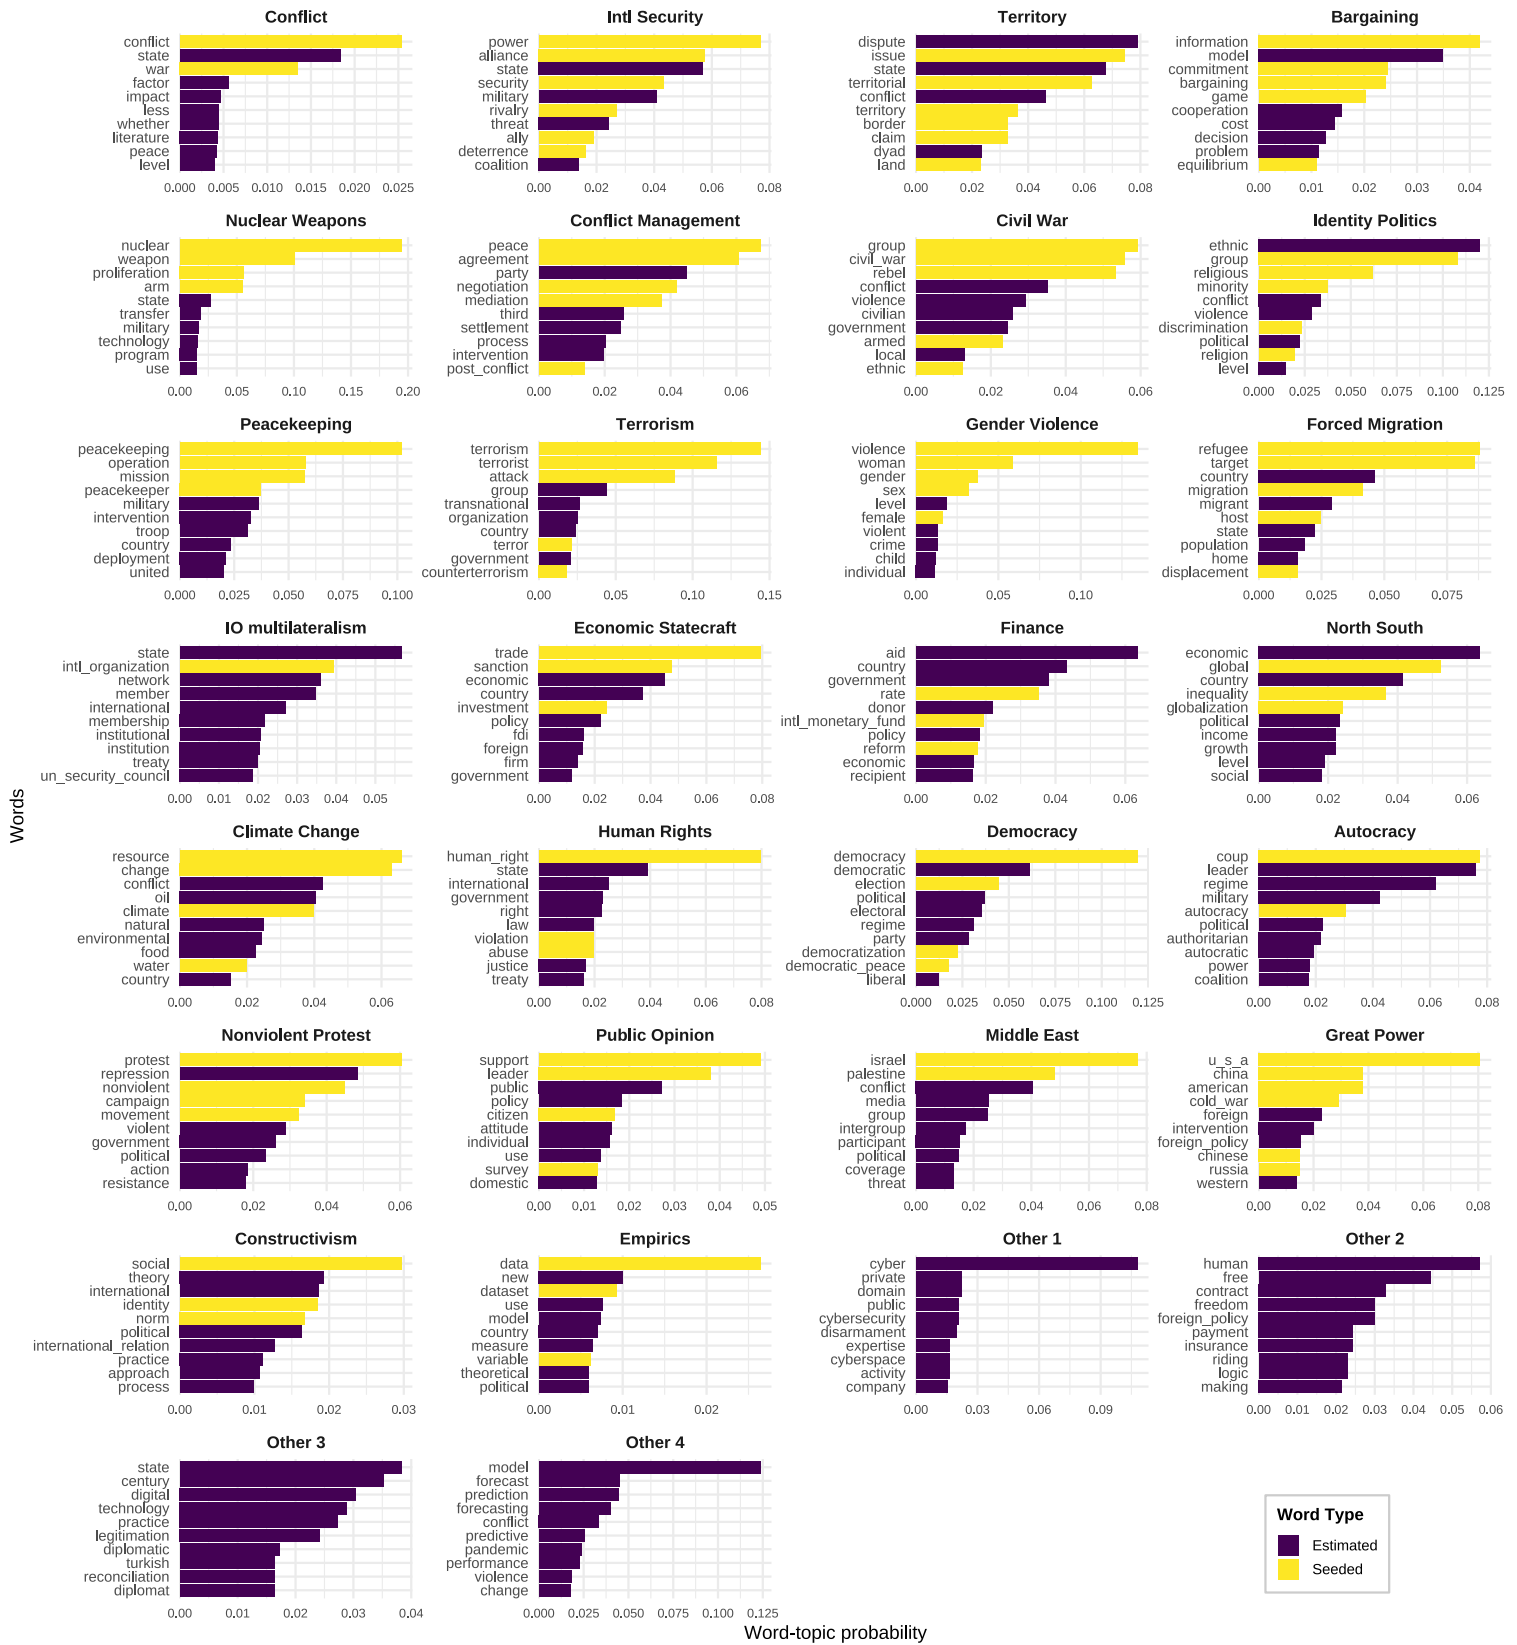 Conflict
conflict
state
war
factor
impact
less
whether
literature
peace
level
0.000 0.005 0.010 0.015 0.020 0.025
Intl Security
power
alliance
state
security
military
rivalry
threat
ally
deterrence
coalition
0.00 0.02 0.04 0.06 0.08
Territory
dispute
issue
state
territorial
conflict
territory
border
claim
dyad
land
0.00 0.02 0.04 0.06 0.08
Bargaining
information
model
commitment
bargaining
game
cooperation
cost
decision
problem
equilibrium
0.00 0.01 0.02 0.03 0.04
Nuclear Weapons
nuclear
weapon
proliferation
arm
state
transfer
military
technology
program
use
0.00 0.05 0.10 0.15 0.20
Conflict Management
peace
agreement
party
negotiation
mediation
third
settlement
process
intervention
post_conflict
0.00 0.02 0.04 0.06
Civil War
group
civil_war
rebel
conflict
violence
civilian
government
armed
local
ethnic
0.00 0.02 0.04 0.06
Identity Politics
ethnic
group
religious
minority
conflict
violence
discrimination
political
religion
level
0.000 0.025 0.050 0.075 0.100 0.125
Peacekeeping
peacekeeping
operation
mission
peacekeeper
military
intervention
troop
country
deployment
united
0.000 0.025 0.050 0.075 0.100
Terrorism
terrorism
terrorist
attack
group
transnational
organization
country
terror
government
counterterrorism
0.00 0.05 0.10 0.15
Gender Violence
violence
woman
gender
sex
level
female
violent
crime
child
individual
0.00 0.05 0.10
Forced Migration
refugee
target
country
migration
migrant
host
state
population
home
displacement
0.000 0.025 0.050 0.075
IO multilateralism
state
intl_organization
network
member
international
membership
institutional
institution
treaty
un_security_council
0.00 0.01 0.02 0.03 0.04 0.05
Economic Statecraft
trade
sanction
economic
country
investment
policy
fdi
foreign
firm
government
0.00 0.02 0.04 0.06 0.08
Finance
aid
country
government
rate
donor
intl_monetary_fund
policy
reform
economic
recipient
0.00 0.02 0.04 0.06
North South
economic
global
country
inequality
globalization
political
income
growth
level
social
0.00 0.02 0.04 0.06
Words
Climate Change
resource
change
conflict
oil
climate
natural
environmental
food
water
country
0.00 0.02 0.04 0.06
Human Rights
human_right
state
international
government
right
law
violation
abuse
justice
treaty
0.00 0.02 0.04 0.06 0.08
Democracy
democracy
democratic
election
political
electoral
regime
party
democratization
democratic_peace
liberal
0.000 0.025 0.050 0.075 0.100 0.125
Autocracy
coup
leader
regime
military
autocracy
political
authoritarian
autocratic
power
coalition
0.00 0.02 0.04 0.06 0.08
Nonviolent Protest
protest
repression
nonviolent
campaign
movement
violent
government
political
action
resistance
0.00 0.02 0.04 0.06
Public Opinion
support
leader
public
policy
citizen
attitude
individual
use
survey
domestic
0.00 0.01 0.02 0.03 0.04 0.05
Middle East
israel
palestine
conflict
media
group
intergroup
participant
political
coverage
threat
0.00 0.02 0.04 0.06 0.08
Great Power
u_s_a
china
american
cold_war
foreign
intervention
foreign_policy
chinese
russia
western
0.00 0.02 0.04 0.06 0.08
Constructivism
social
theory
international
identity
norm
political
international_relation
practice
approach
process
0.00 0.01 0.02 0.03
Empirics
data
new
dataset
use
model
country
measure
variable
theoretical
political
0.00 0.01 0.02
Other 1
cyber
private
domain
public
cybersecurity
disarmament
expertise
cyberspace
activity
company
0.00 0.03 0.06 0.09
Other 2
human
free
contract
freedom
foreign_policy
payment
insurance
riding
logic
making
0.00 0.01 0.02 0.03 0.04 0.05 0.06
Other 3
state
century
digital
technology
practice
legitimation
diplomatic
turkish
reconciliation
diplomat
0.00 0.01 0.02 0.03 0.04
Other 4
model
forecast
prediction
forecasting
conflict
predictive
pandemic
performance
violence
change
0.000 0.025 0.050 0.075 0.100 0.125
Word Type
Estimated
Seeded
Word-topic probability